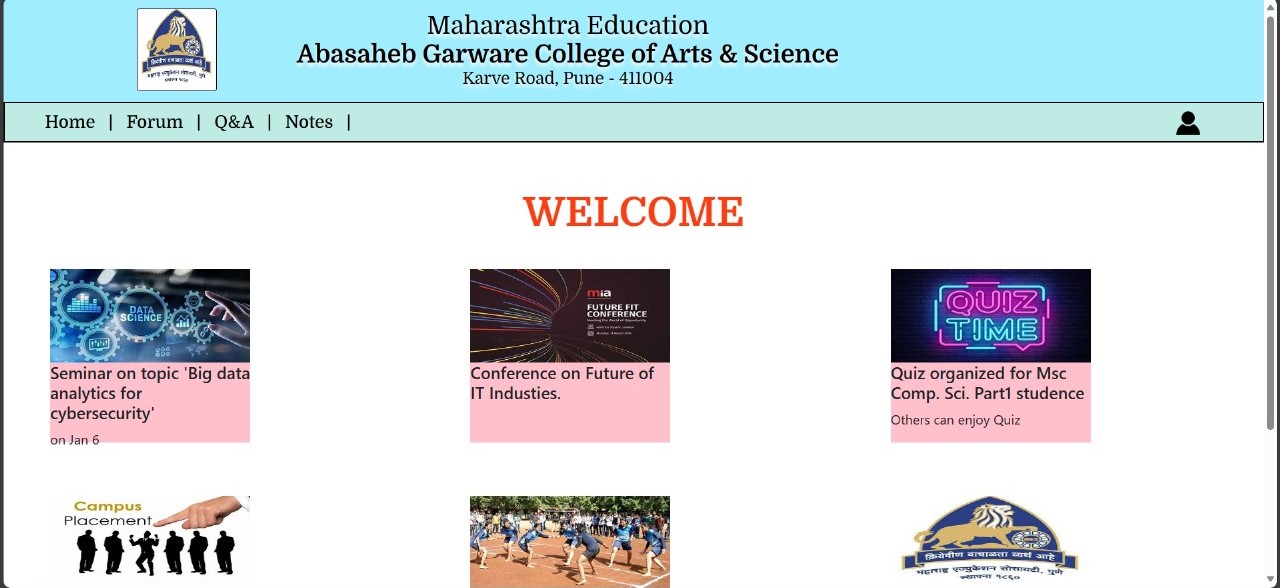 Maharashtra Education
Abasaheb Garware College of Arts & Science
Karve Road, Pune - 411004
Home | Forum | Q&A | Notes |
WELCOME
DATA
SCIENCE
Seminar on topic 'Big data
analytics for
cybersecurity'
on Jan 6
mia
FUTURE FIT
CONFERENCE
Conference on Future of
IT Industies.
QUIZ
TIME
Quiz organized for Msc
Comp. Sci. Part1 studence
Others can enjoy Quiz
Campus
Placement
क्रियेवीण वाचाळता व्यर्थ आहे
महाराष्ट्र एज्युकेशन सोसायटी, पुणे
स्थापना १८६०